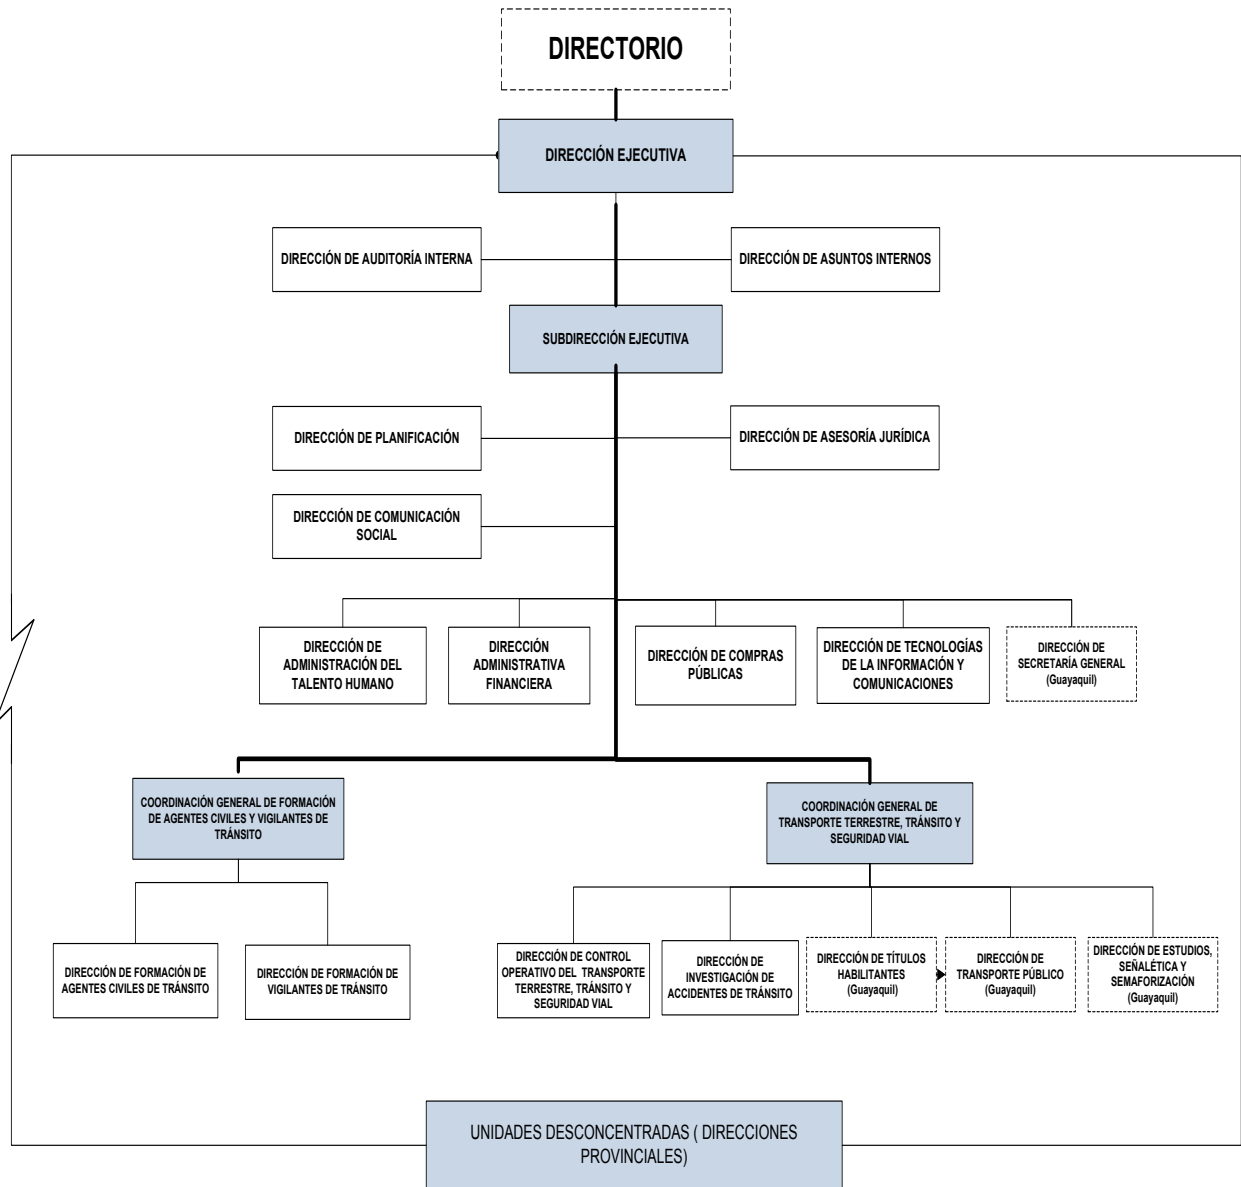 DIRECTORIO
DIRECCIÓN EJECUTIVA
DIRECCIÓN DE AUDITORÍA INTERNA
DIRECCIÓN DE ASUNTOS INTERNOS
SUBDIRECCIÓN EJECUTIVA
DIRECCIÓN DE PLANIFICACIÓN
DIRECCIÓN DE ASESORÍA JURÍDICA
DIRECCIÓN DE COMUNICACIÓN
SOCIAL
DIRECCIÓN DE
ADMINISTRACIÓN DEL
TALENTO HUMANO
DIRECCIÓN
ADMINISTRATIVA
FINANCIERA
DIRECCIÓN DE COMPRAS
PÚBLICAS
DIRECCIÓN DE TECNOLOGÍAS
DE LA INFORMACIÓN Y
COMUNICACIONES
DIRECCIÓN DE
SECRETARÍA GENERAL
(Guayaquil)
COORDINACIÓN GENERAL DE FORMACIÓN
DE AGENTES CIVILES Y VIGILANTES DE
TRÁNSITO
COORDINACIÓN GENERAL DE
TRANSPORTE TERRESTRE, TRÁNSITO Y
SEGURIDAD VIAL
DIRECCIÓN DE FORMACIÓN DE
AGENTES CIVILES DE TRÁNSITO
DIRECCIÓN DE FORMACIÓN DE
VIGILANTES DE TRÁNSITO
DIRECCIÓN DE CONTROL
OPERATIVO DEL TRANSPORTE
TERRESTRE, TRÁNSITO Y
SEGURIDAD VIAL
DIRECCIÓN DE
INVESTIGACIÓN DE
ACCIDENTES DE TRÁNSITO
DIRECCIÓN DE TÍTULOS
HABILITANTES
(Guayaquil)
DIRECCIÓN DE
TRANSPORTE PÚBLICO
(Guayaquil)
DIRECCIÓN DE ESTUDIOS,
SEÑALÉTICA Y
SEMAFORIZACIÓN
(Guayaquil)
UNIDADES DESCONCENTRADAS ( DIRECCIONES
PROVINCIALES)